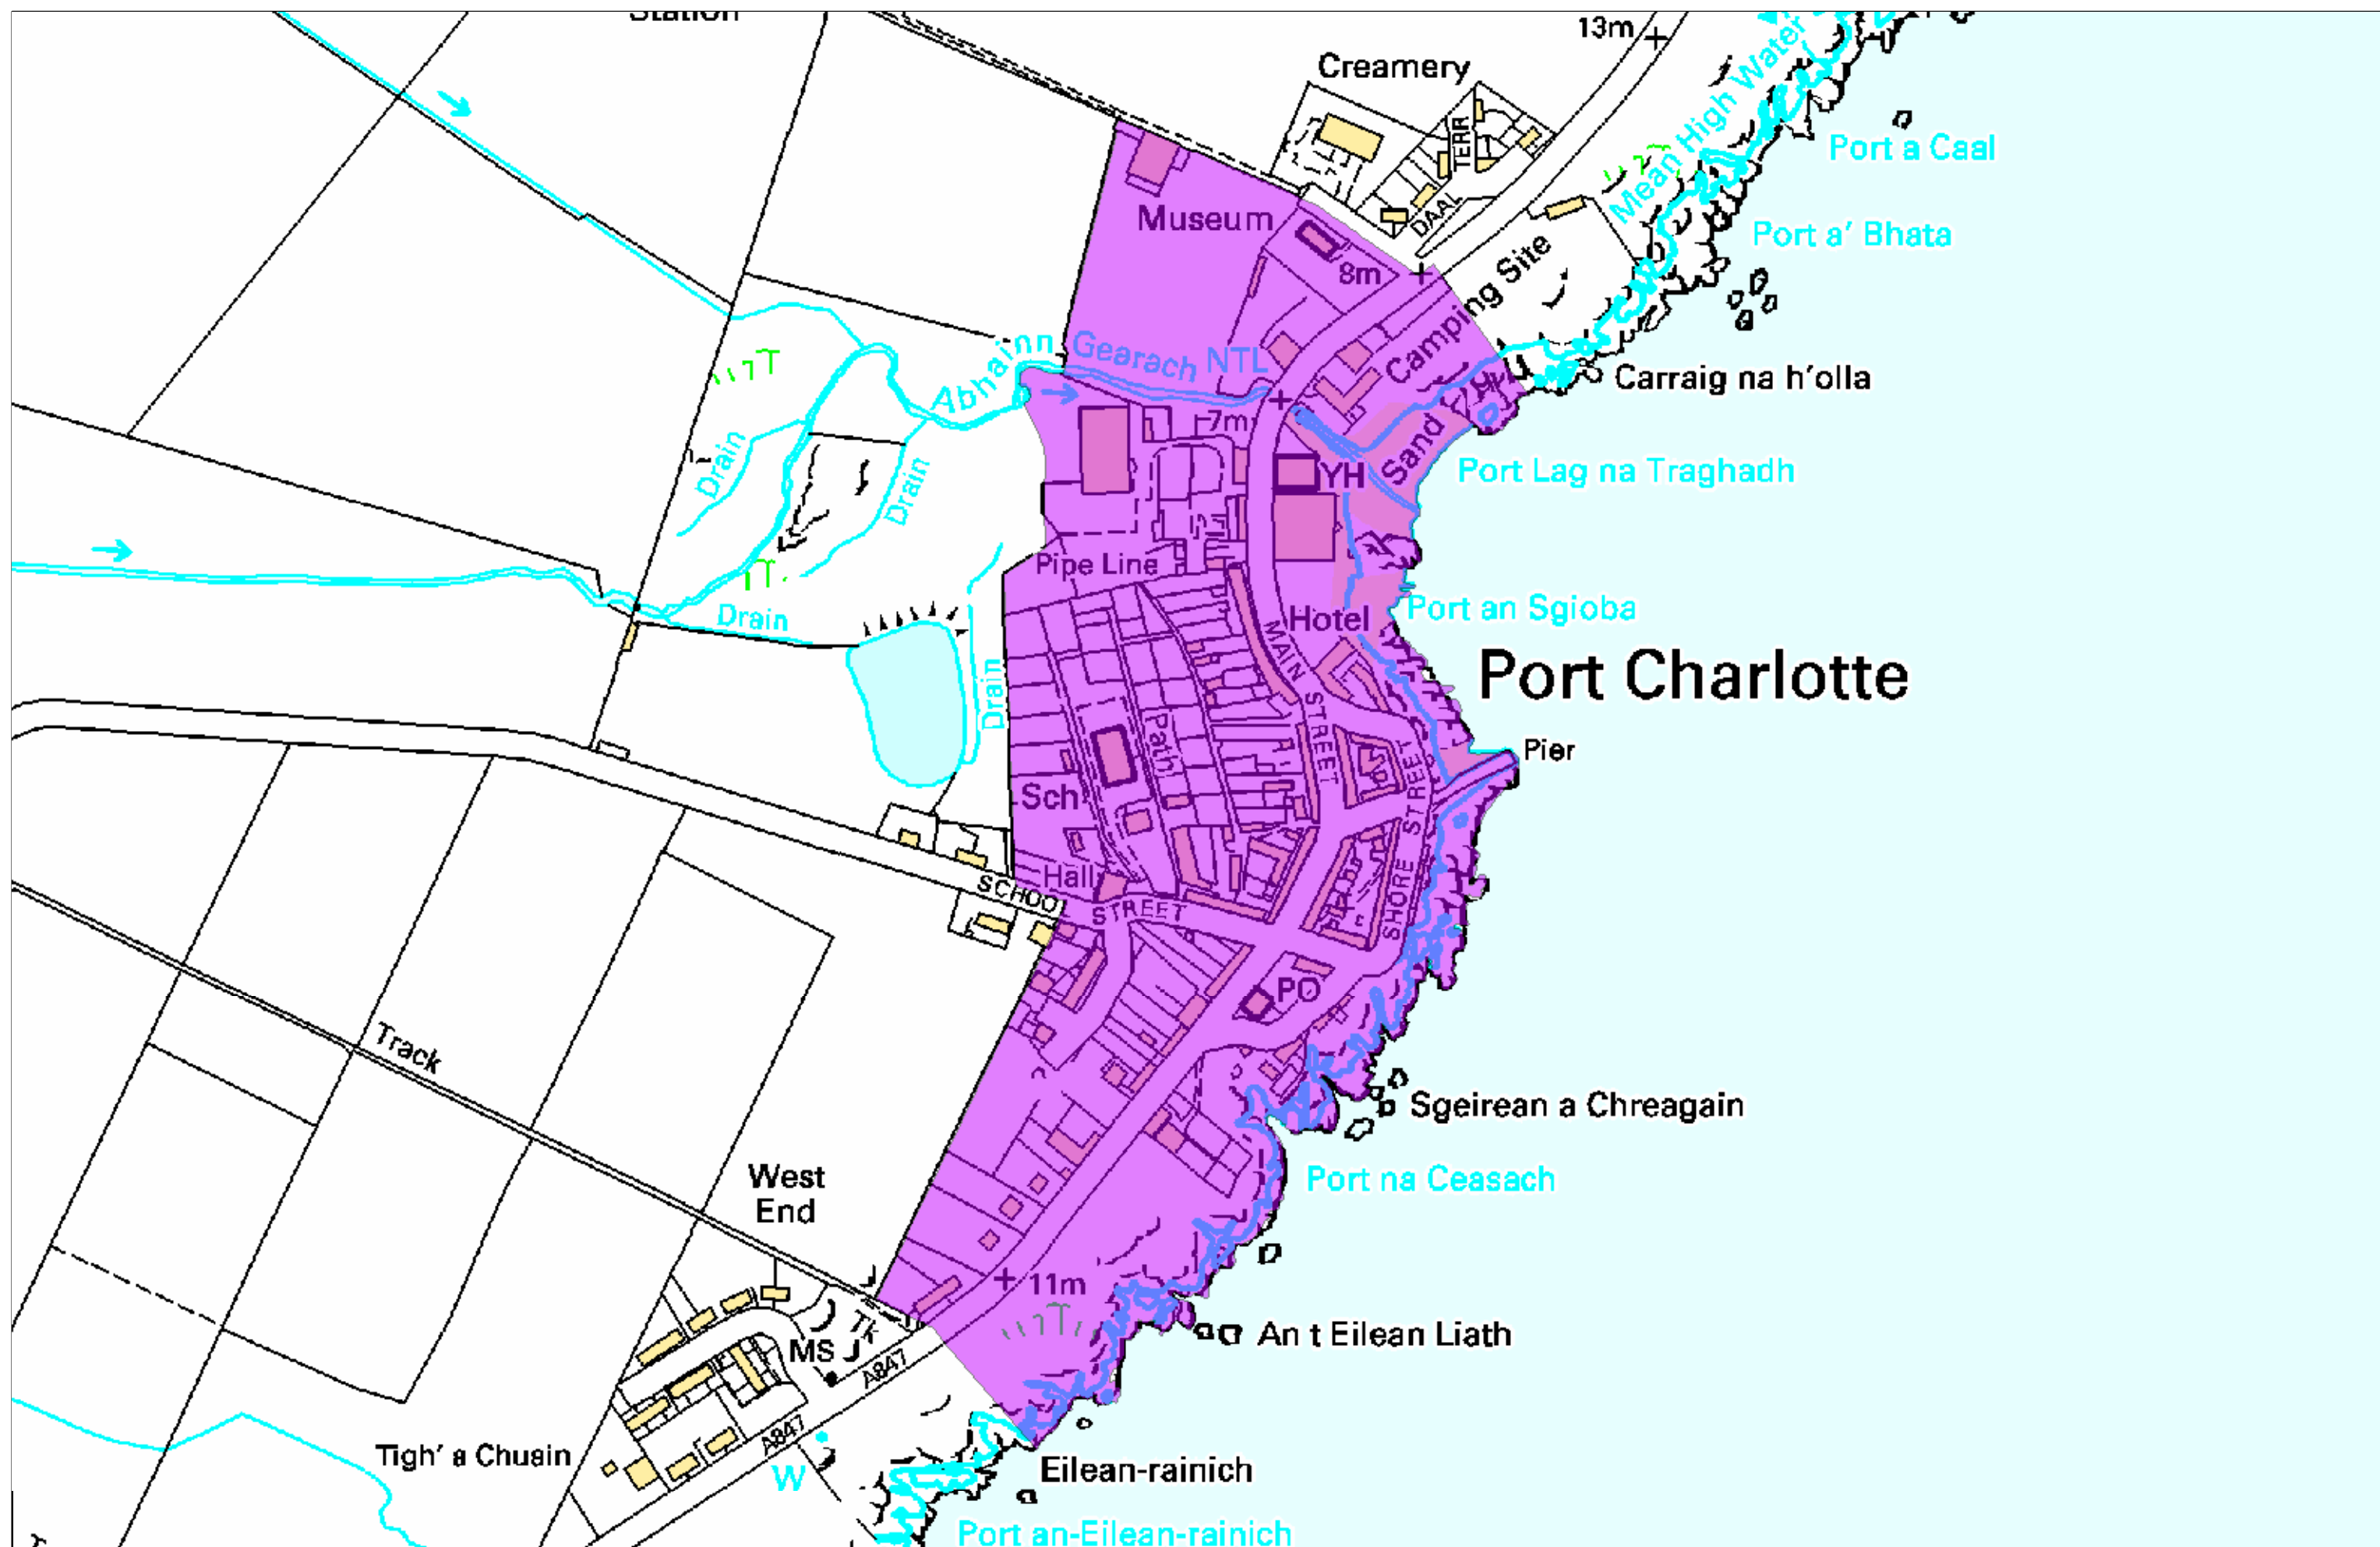 Station
13m
Creamery
TERR
Mean High Water
Port a Caal
Museum
DAAL
Port a' Bhata
8m
Camping Site
Abhainn Gearach
NTL
Carraig na h'olla
7m
Sand
Drain
Drain
YH
Port Lag na Traghadh
Pipe Line
Drain
Hotel
Port an Sgioba
MAIN STREET
Port Charlotte
Drain
Path
Pier
Sch
SHORE STREET
Hall
SCHOOL STREET
PO
Track
Sgeirean a Chreagain
West
End
Port na Ceasach
11m
Tk
MS
A847
An t Eilean Liath
A847
Tigh' a Chuain
W
Eilean-rainich
Port an-Eilean-rainich